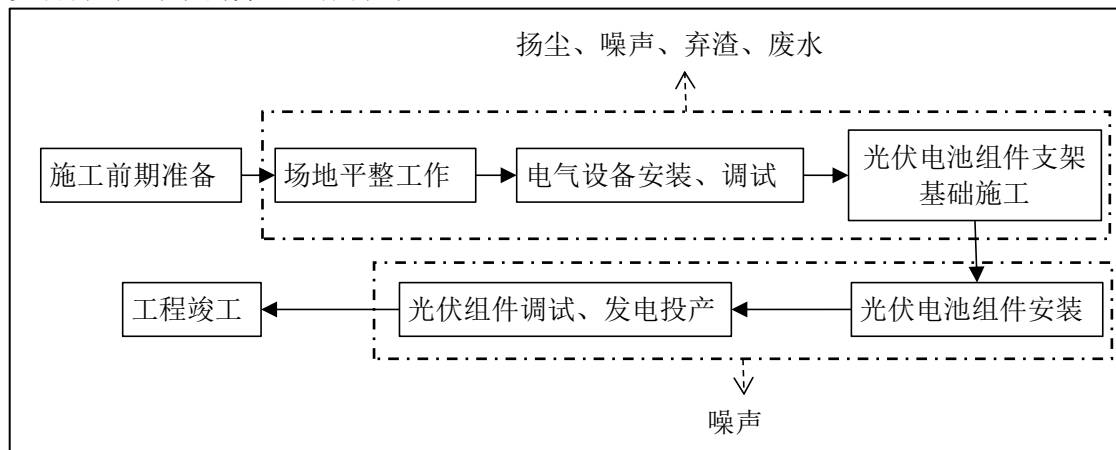 扬尘、噪声、弃渣、废水
施工前期准备
场地平整工作
电气设备安装、调试
光伏电池组件支架
基础施工
工程竣工
光伏组件调试、发电投产
光伏电池组件安装
噪声